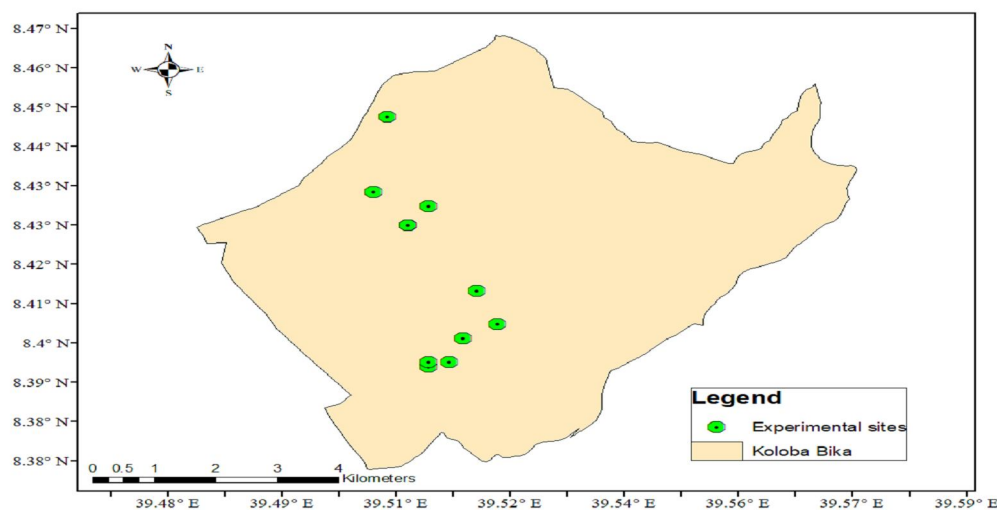 8.47° N
8.46° N
8.45° N
8.44° N
8.43° N
8.43° N
8.42° N
8.41° N
8.4° N
8.39° N
8.38° N
8.38° N
N
W E
S
Legend
Experimental sites
Koloba Bika
0 0.5 1 2 3 4
Kilometers
39.48° E 39.49° E 39.51° E 39.52° E 39.54° E 39.56° E 39.57° E 39.59° E